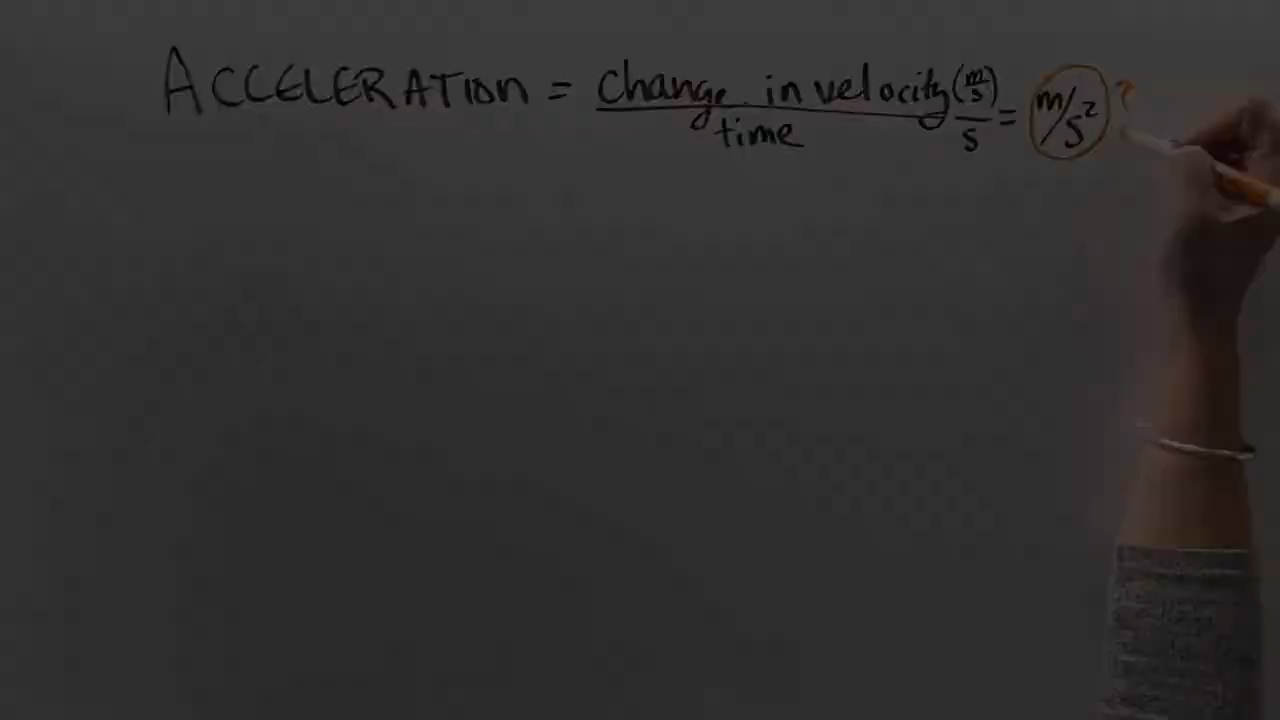 ACCELERATION = change in velocity (m/s) / s = m/s² ?
time